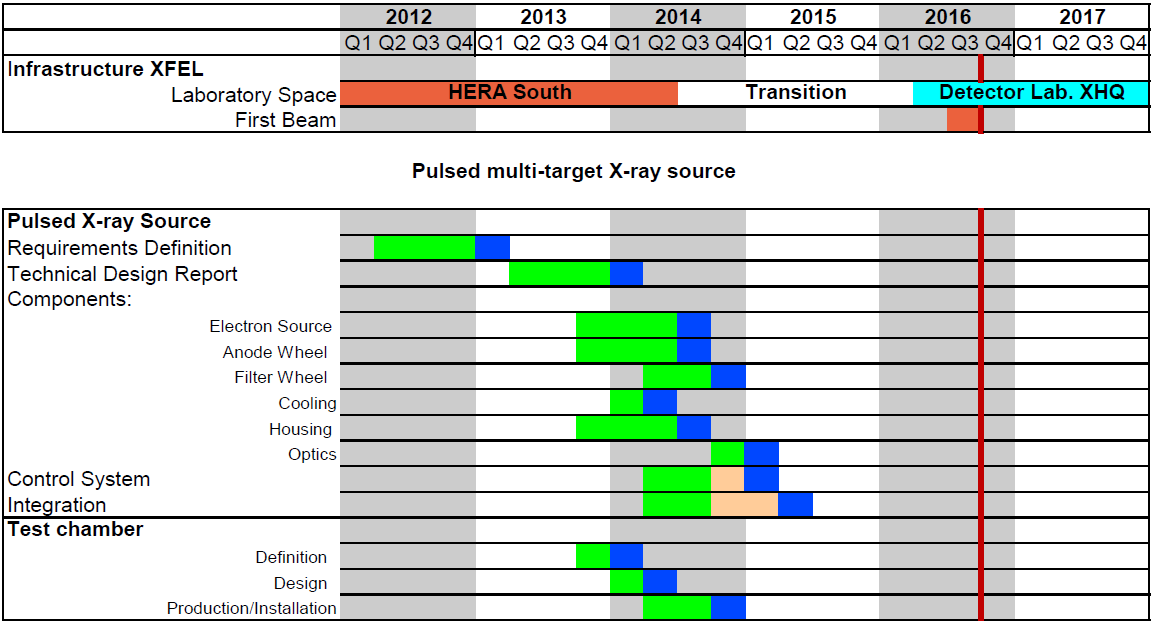 2012 2013 2014 2015 2016 2017
Q1 Q2 Q3 Q4 Q1 Q2 Q3 Q4 Q1 Q2 Q3 Q4 Q1 Q2 Q3 Q4 Q1 Q2 Q3 Q4 Q1 Q2 Q3 Q4
Infrastructure XFEL
Laboratory Space HERA South Transition Detector Lab. XHQ
First Beam
Pulsed multi-target X-ray source
Pulsed X-ray Source
Requirements Definition
Technical Design Report
Components:
Electron Source
Anode Wheel
Filter Wheel
Cooling
Housing
Optics
Control System
Integration
Test chamber
Definition
Design
Production/Installation